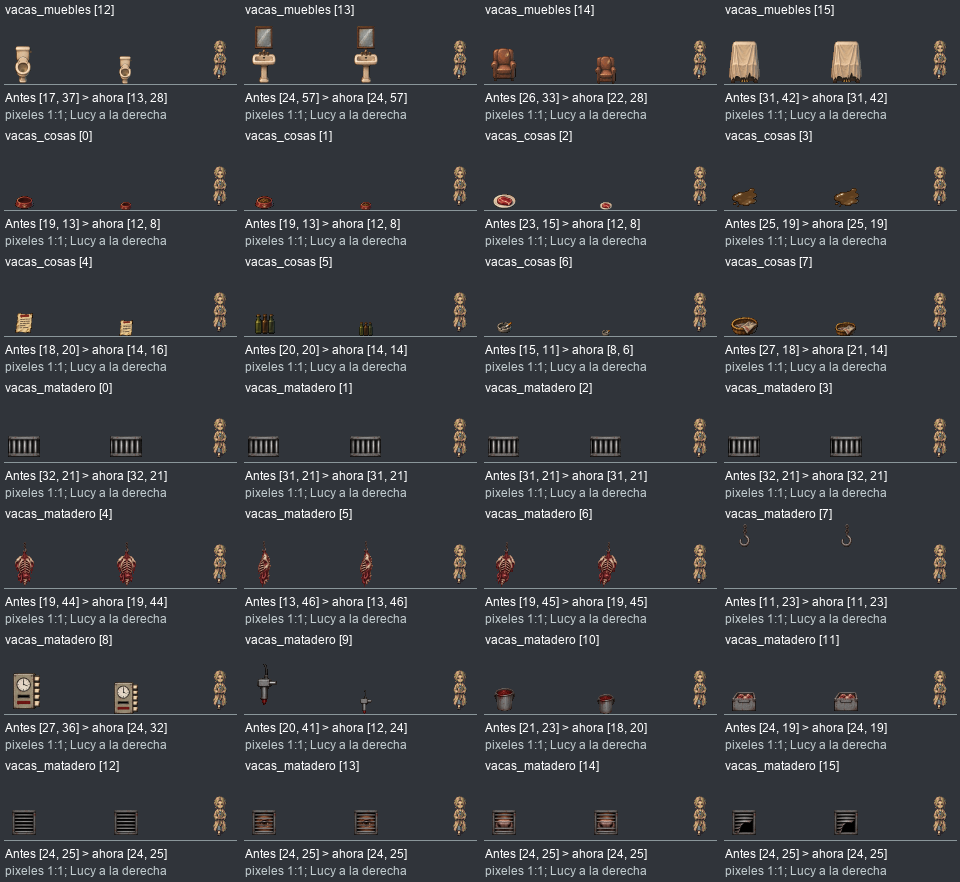 vacas_muebles [12] vacas_muebles [13] vacas_muebles [14] vacas_muebles [15]
Antes [17, 37] > ahora [13, 28] Antes [24, 57] > ahora [24, 57] Antes [26, 33] > ahora [22, 28] Antes [31, 42] > ahora [31, 42]
pixeles 1:1; Lucy a la derecha pixeles 1:1; Lucy a la derecha pixeles 1:1; Lucy a la derecha pixeles 1:1; Lucy a la derecha
vacas_cosas [0] vacas_cosas [1] vacas_cosas [2] vacas_cosas [3]
Antes [19, 13] > ahora [12, 8] Antes [19, 13] > ahora [12, 8] Antes [23, 15] > ahora [12, 8] Antes [25, 19] > ahora [25, 19]
pixeles 1:1; Lucy a la derecha pixeles 1:1; Lucy a la derecha pixeles 1:1; Lucy a la derecha pixeles 1:1; Lucy a la derecha
vacas_cosas [4] vacas_cosas [5] vacas_cosas [6] vacas_cosas [7]
Antes [18, 20] > ahora [14, 16] Antes [20, 20] > ahora [14, 14] Antes [15, 11] > ahora [8, 6] Antes [27, 18] > ahora [21, 14]
pixeles 1:1; Lucy a la derecha pixeles 1:1; Lucy a la derecha pixeles 1:1; Lucy a la derecha pixeles 1:1; Lucy a la derecha
vacas_matadero [0] vacas_matadero [1] vacas_matadero [2] vacas_matadero [3]
Antes [32, 21] > ahora [32, 21] Antes [31, 21] > ahora [31, 21] Antes [31, 21] > ahora [31, 21] Antes [32, 21] > ahora [32, 21]
pixeles 1:1; Lucy a la derecha pixeles 1:1; Lucy a la derecha pixeles 1:1; Lucy a la derecha pixeles 1:1; Lucy a la derecha
vacas_matadero [4] vacas_matadero [5] vacas_matadero [6] vacas_matadero [7]
Antes [19, 44] > ahora [19, 44] Antes [13, 46] > ahora [13, 46] Antes [19, 45] > ahora [19, 45] Antes [11, 23] > ahora [11, 23]
pixeles 1:1; Lucy a la derecha pixeles 1:1; Lucy a la derecha pixeles 1:1; Lucy a la derecha pixeles 1:1; Lucy a la derecha
vacas_matadero [8] vacas_matadero [9] vacas_matadero [10] vacas_matadero [11]
Antes [27, 36] > ahora [24, 32] Antes [20, 41] > ahora [12, 24] Antes [21, 23] > ahora [18, 20] Antes [24, 19] > ahora [24, 19]
pixeles 1:1; Lucy a la derecha pixeles 1:1; Lucy a la derecha pixeles 1:1; Lucy a la derecha pixeles 1:1; Lucy a la derecha
vacas_matadero [12] vacas_matadero [13] vacas_matadero [14] vacas_matadero [15]
Antes [24, 25] > ahora [24, 25] Antes [24, 25] > ahora [24, 25] Antes [24, 25] > ahora [24, 25] Antes [24, 25] > ahora [24, 25]
pixeles 1:1; Lucy a la derecha pixeles 1:1; Lucy a la derecha pixeles 1:1; Lucy a la derecha pixeles 1:1; Lucy a la derecha